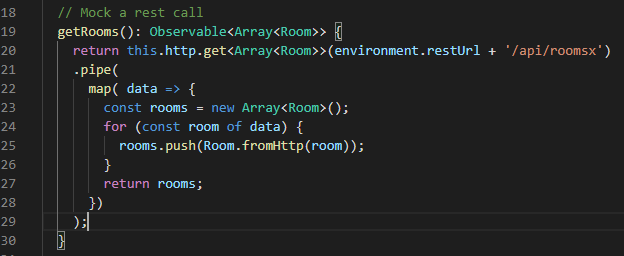 18 // Mock a rest call
19 getRooms(): Observable<Array<Room>> {
20 return this.http.get<Array<Room>>(environment.restUrl + '/api/roomsx')
21 .pipe(
22 map( data => {
23 const rooms = new Array<Room>();
24 for (const room of data) {
25 rooms.push(Room.fromHttp(room));
26 }
27 return rooms;
28 })
29 );
30 }